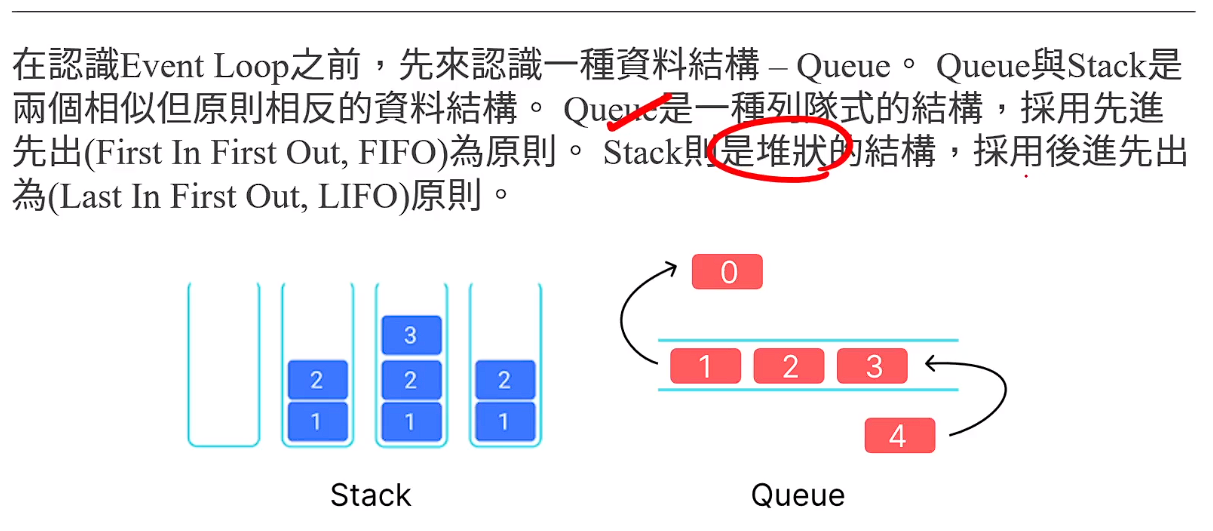 在認識Event Loop之前，先來認識一種資料結構 – Queue。 Queue與Stack是
兩個相似但原則相反的資料結構。 Queue是一種列隊式的結構，採用先進
先出(First In First Out, FIFO)為原則。 Stack則是堆狀的結構，採用後進先出
為(Last In First Out, LIFO)原則。
0
3
2 2 2
1 1 1
1 2 3
4
Stack Queue